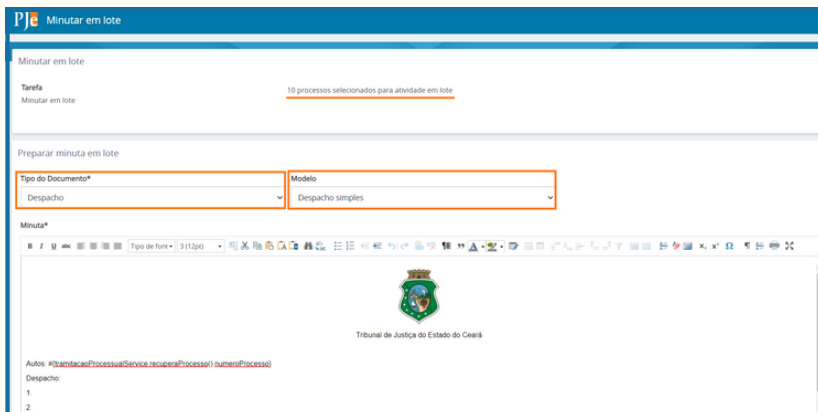 PJe Minutar em lote
Minutar em lote
Tarefa
10 processos selecionados para atividade em lote
Minutar em lote
Preparar minuta em lote
Tipo do Documento*
Modelo
Despacho
Despacho simples
Minuta*
B I U abc Tipo de font 3 (12pt)
Tribunal de Justiça do Estado do Ceará
Autos: #{tramitacaoProcessualService.recuperaProcesso().numeroProcesso}
Despacho:
1.
2